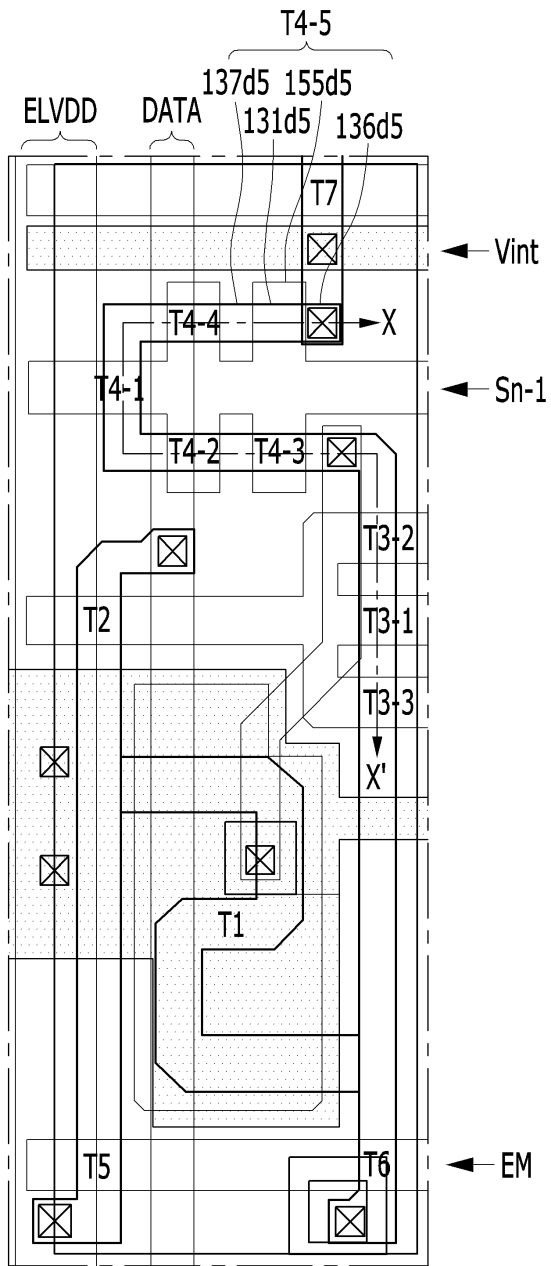 T4-5
137d5 155d5
ELVDD DATA 131d5 136d5
T7
Vint
T4-4 X
T4-1 Sn-1
T4-2 T4-3
T3-2
T2 T3-1
T3-3
X'
T1
T5 T6 EM